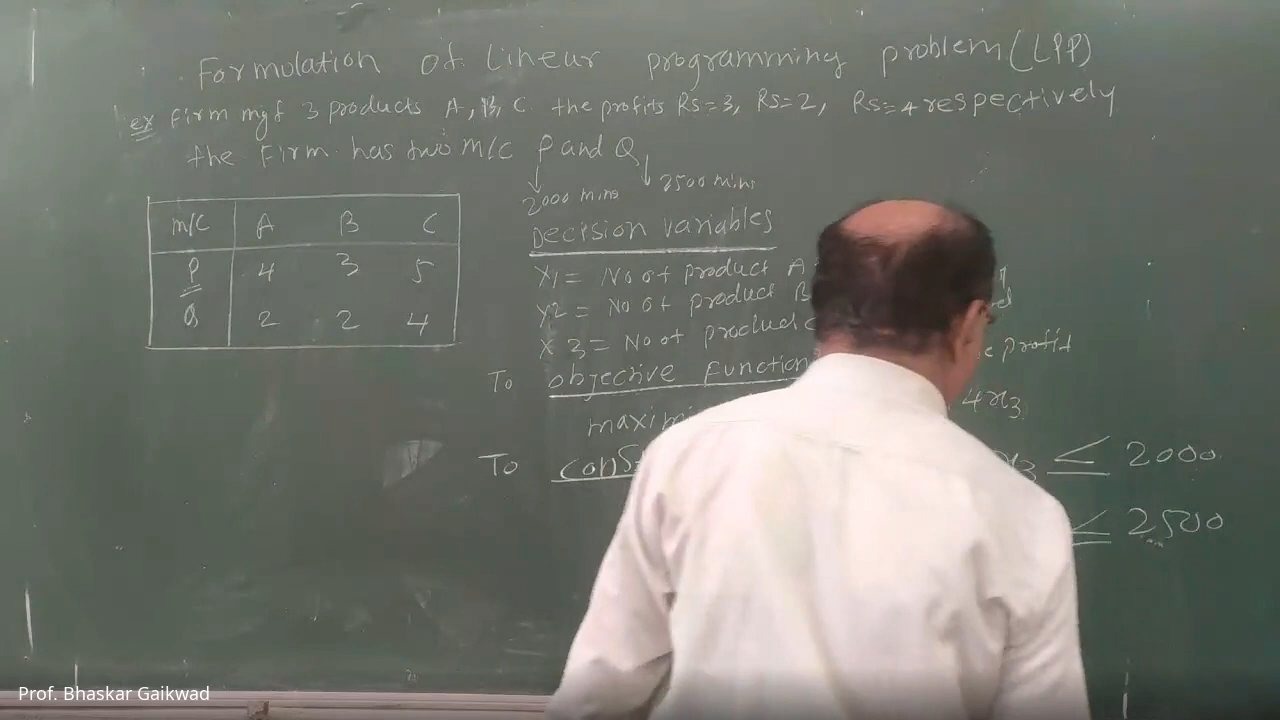 Formulation of Linear programming problem (LPP)
ex Firm mgf 3 products A, B, C the profits Rs=3, Rs=2, Rs=4 respectively
the Firm has two M/C P and Q
2000 mins 2500 mins
M/C A B C
P 4 3 5
Q 2 2 4
Decision variables
X1 = No of product A
X2 = No of product B
X3 = No of product C
To objective Function profit
4x3
To ≤ 2000
≤ 2500
Prof. Bhaskar Gaikwad